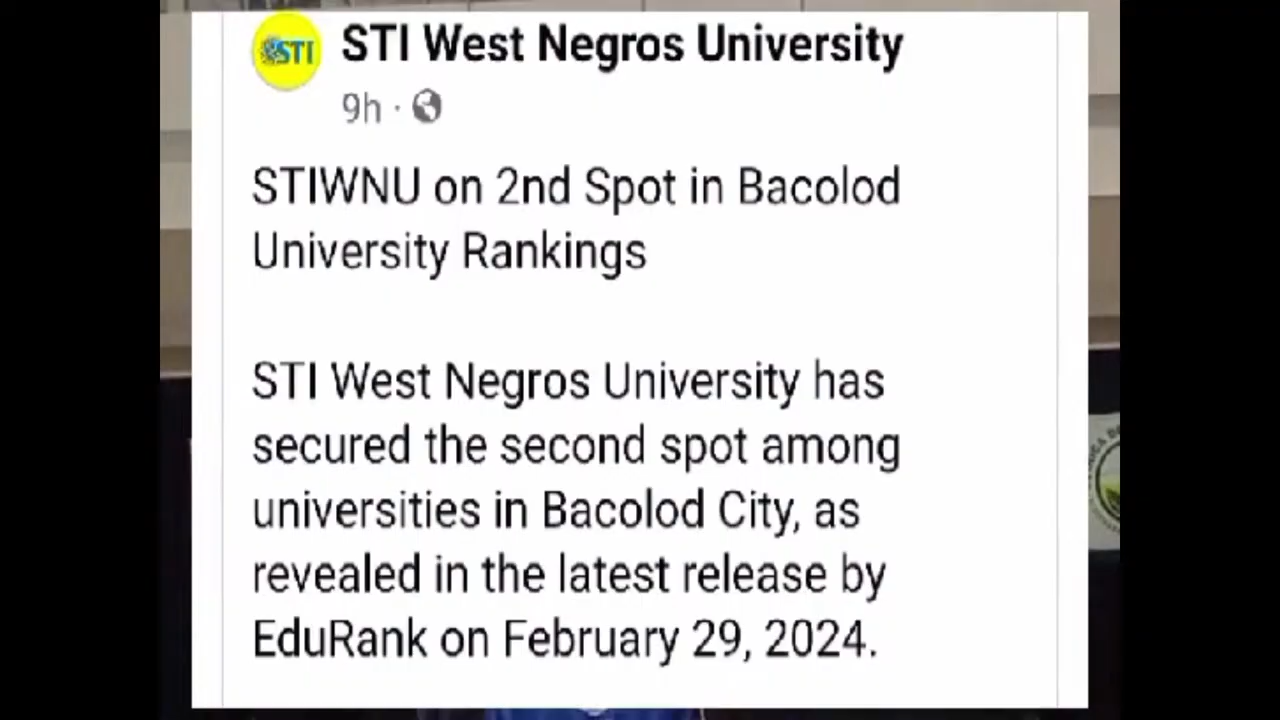 STI
STI West Negros University
9h ·
STIWNU on 2nd Spot in Bacolod
University Rankings
STI West Negros University has
secured the second spot among
universities in Bacolod City, as
revealed in the latest release by
EduRank on February 29, 2024.